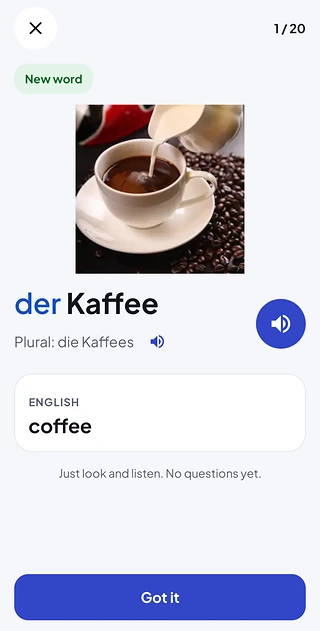 1 / 20
New word
der Kaffee
Plural: die Kaffees
ENGLISH
coffee
Just look and listen. No questions yet.
Got it